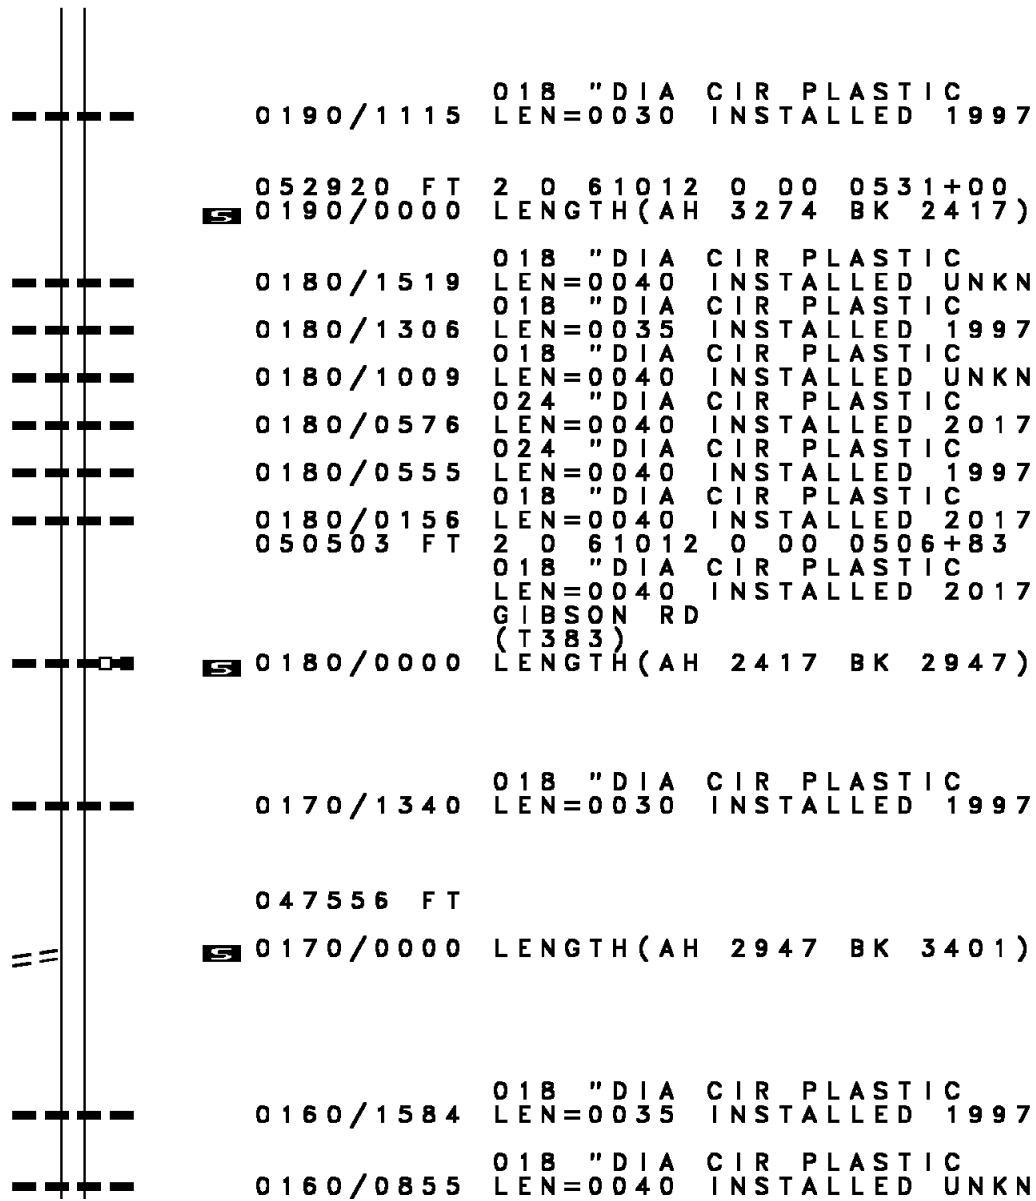 018 "DIA CIR PLASTIC
0190/1115 LEN=0030 INSTALLED 1997
052920 FT 2 0 61012 0 00 0531+00
S 0190/0000 LENGTH(AH 3274 BK 2417)
018 "DIA CIR PLASTIC
0180/1519 LEN=0040 INSTALLED UNKN
018 "DIA CIR PLASTIC
0180/1306 LEN=0035 INSTALLED 1997
018 "DIA CIR PLASTIC
0180/1009 LEN=0040 INSTALLED UNKN
024 "DIA CIR PLASTIC
0180/0576 LEN=0040 INSTALLED 2017
024 "DIA CIR PLASTIC
0180/0555 LEN=0040 INSTALLED 1997
018 "DIA CIR PLASTIC
0180/0156 LEN=0040 INSTALLED 2017
050503 FT 2 0 61012 0 00 0506+83
018 "DIA CIR PLASTIC
LEN=0040 INSTALLED 2017
GIBSON RD
(T383)
S 0180/0000 LENGTH(AH 2417 BK 2947)
018 "DIA CIR PLASTIC
0170/1340 LEN=0030 INSTALLED 1997
047556 FT
S 0170/0000 LENGTH(AH 2947 BK 3401)
018 "DIA CIR PLASTIC
0160/1584 LEN=0035 INSTALLED 1997
018 "DIA CIR PLASTIC
0160/0855 LEN=0040 INSTALLED UNKN